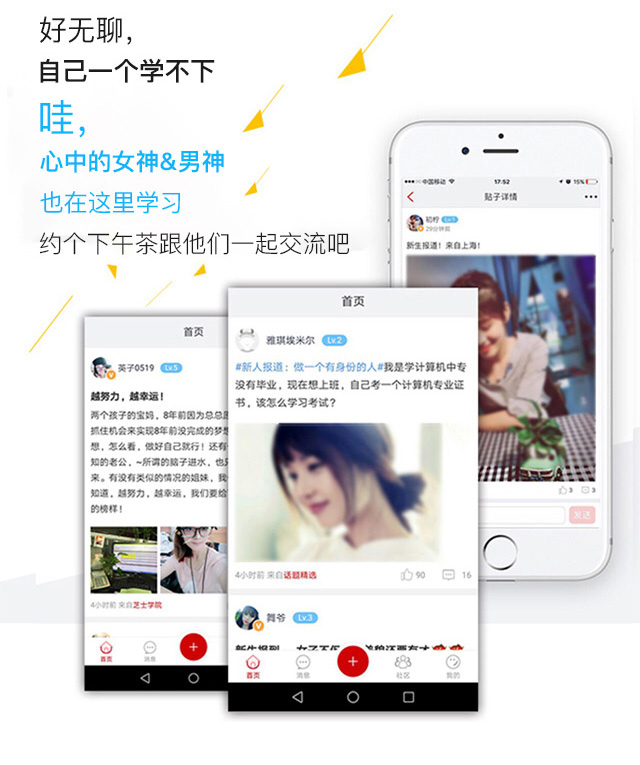 好无聊，
自己一个学不下
哇，
心中的女神&男神
也在这里学习
约个下午茶跟他们一起交流吧
中国移动
17:52
15%
贴子详情
初柠 Lv.1
29分钟前
新生报道！来自上海！
3 3
发送
首页
英子0519 Lv.5
越努力，越幸运！
两个孩子的宝妈，8年前因为总总原
抓住机会来实现8年前没完成的梦想
想，怎么看，做好自己就行！还有
知的老公，~所谓的脑子进水，也只
来。有没有类似的情况的姐妹，我
知道，越努力，越幸运，我们要给
的榜样！
4小时前 来自芝士学院
首页 消息
首页
雅琪埃米尔 Lv.2
#新人报道：做一个有身份的人#我是学计算机中专
没有毕业，现在想上班，自己考一个计算机专业证
书，该怎么学习考试？
4小时前 来自话题精选 90 16
舞爷 Lv.3
首页 消息 社区 我的